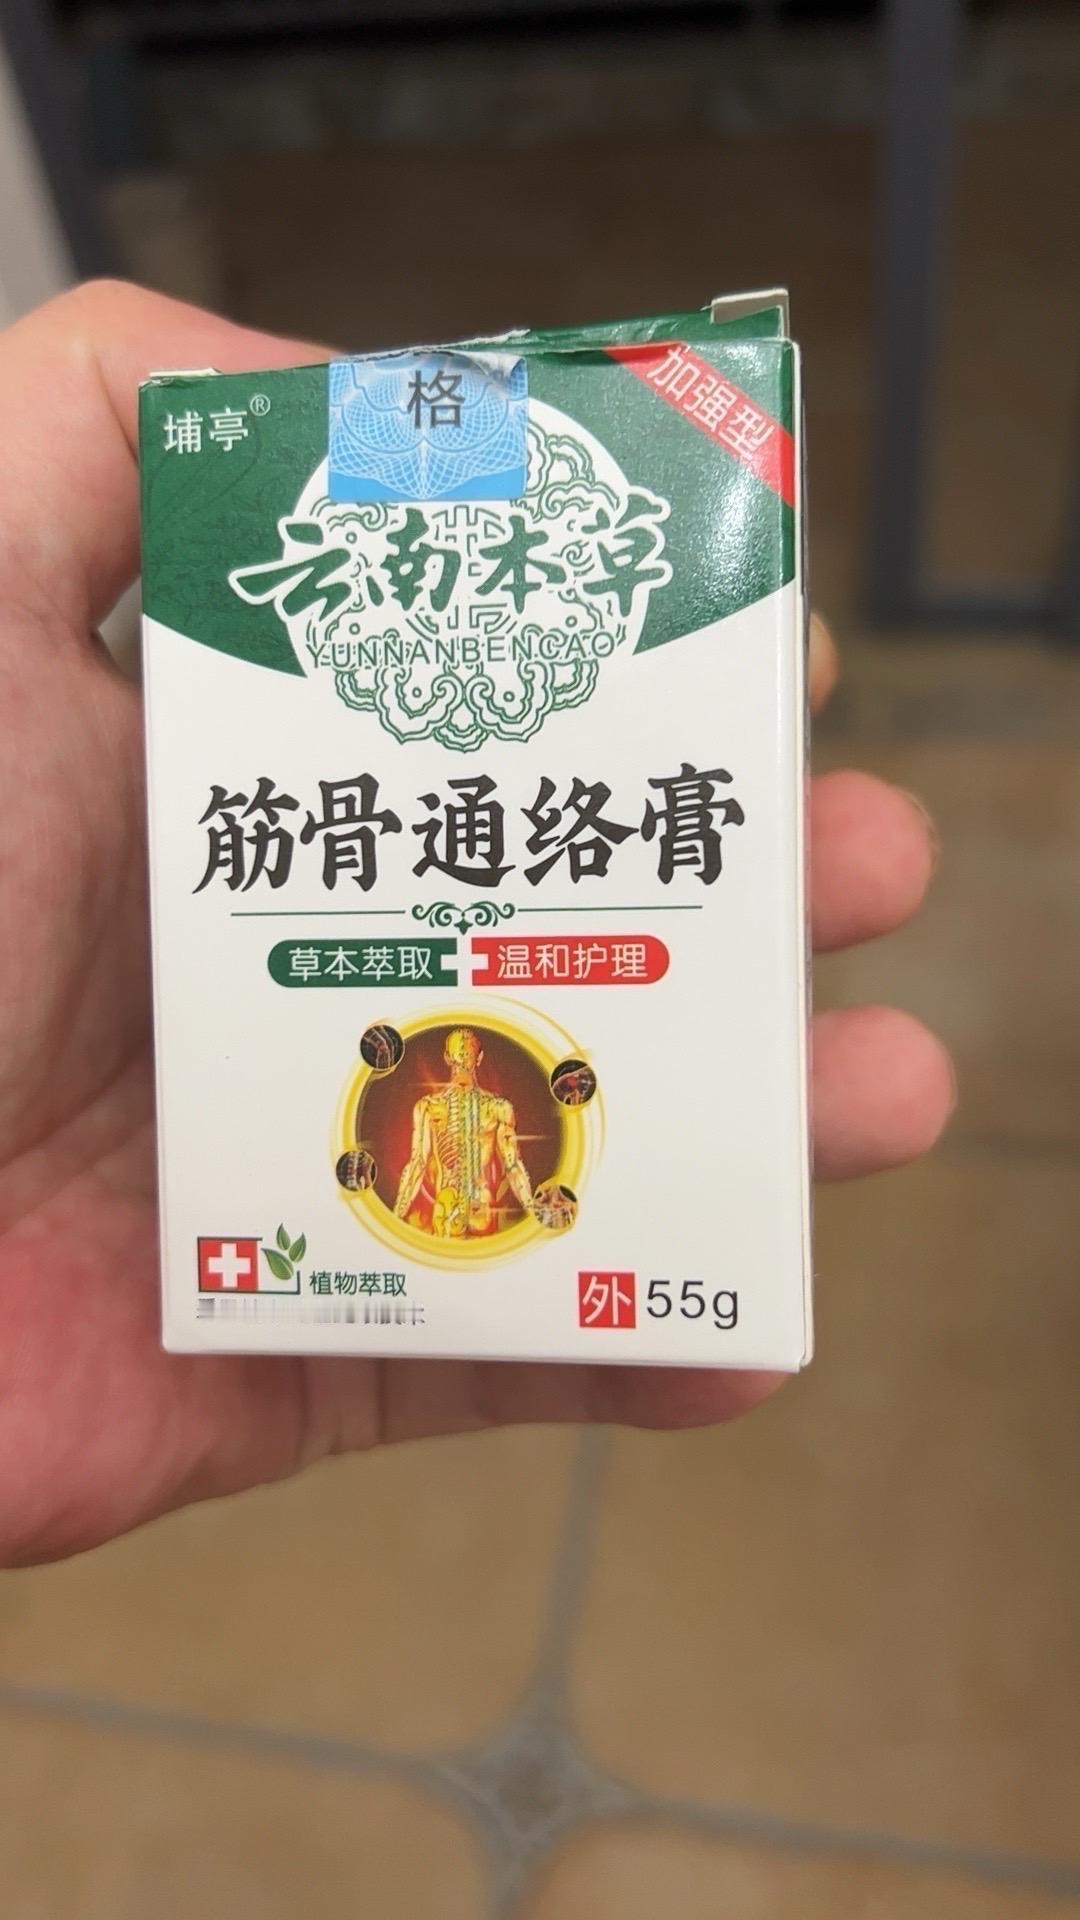 格
埔亭®
加强型
云南本草
YUNNANBENCAO
筋骨通络膏
草本萃取
温和护理
植物萃取
外 55g